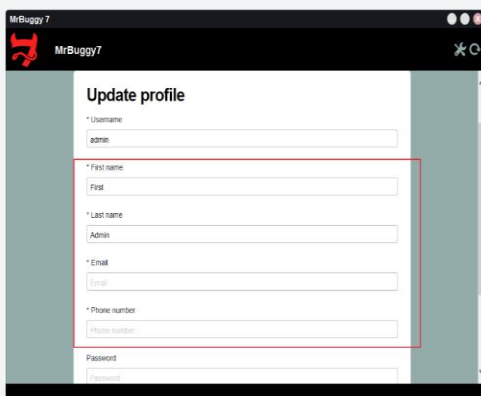 MrBuggy 7
MrBuggy7
Update profile
* Username
admin
* First name
First
* Last name
Admin
* Email
Email
* Phone number
Phone number
Password
Password